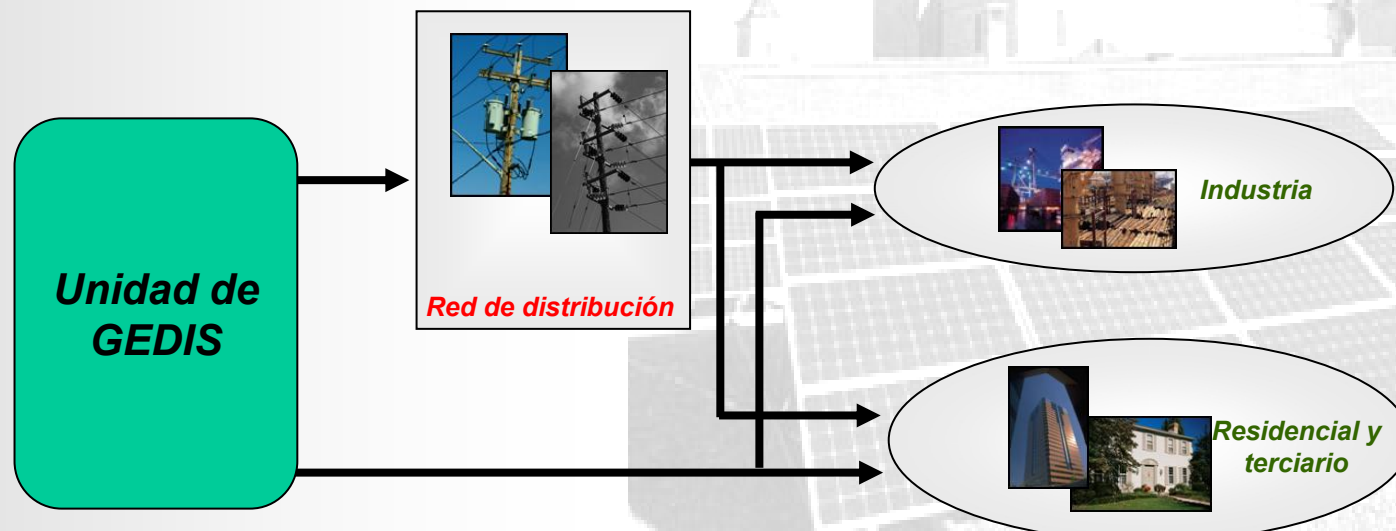 Unidad de
GEDIS
Red de distribución
Industria
Residencial y
terciario